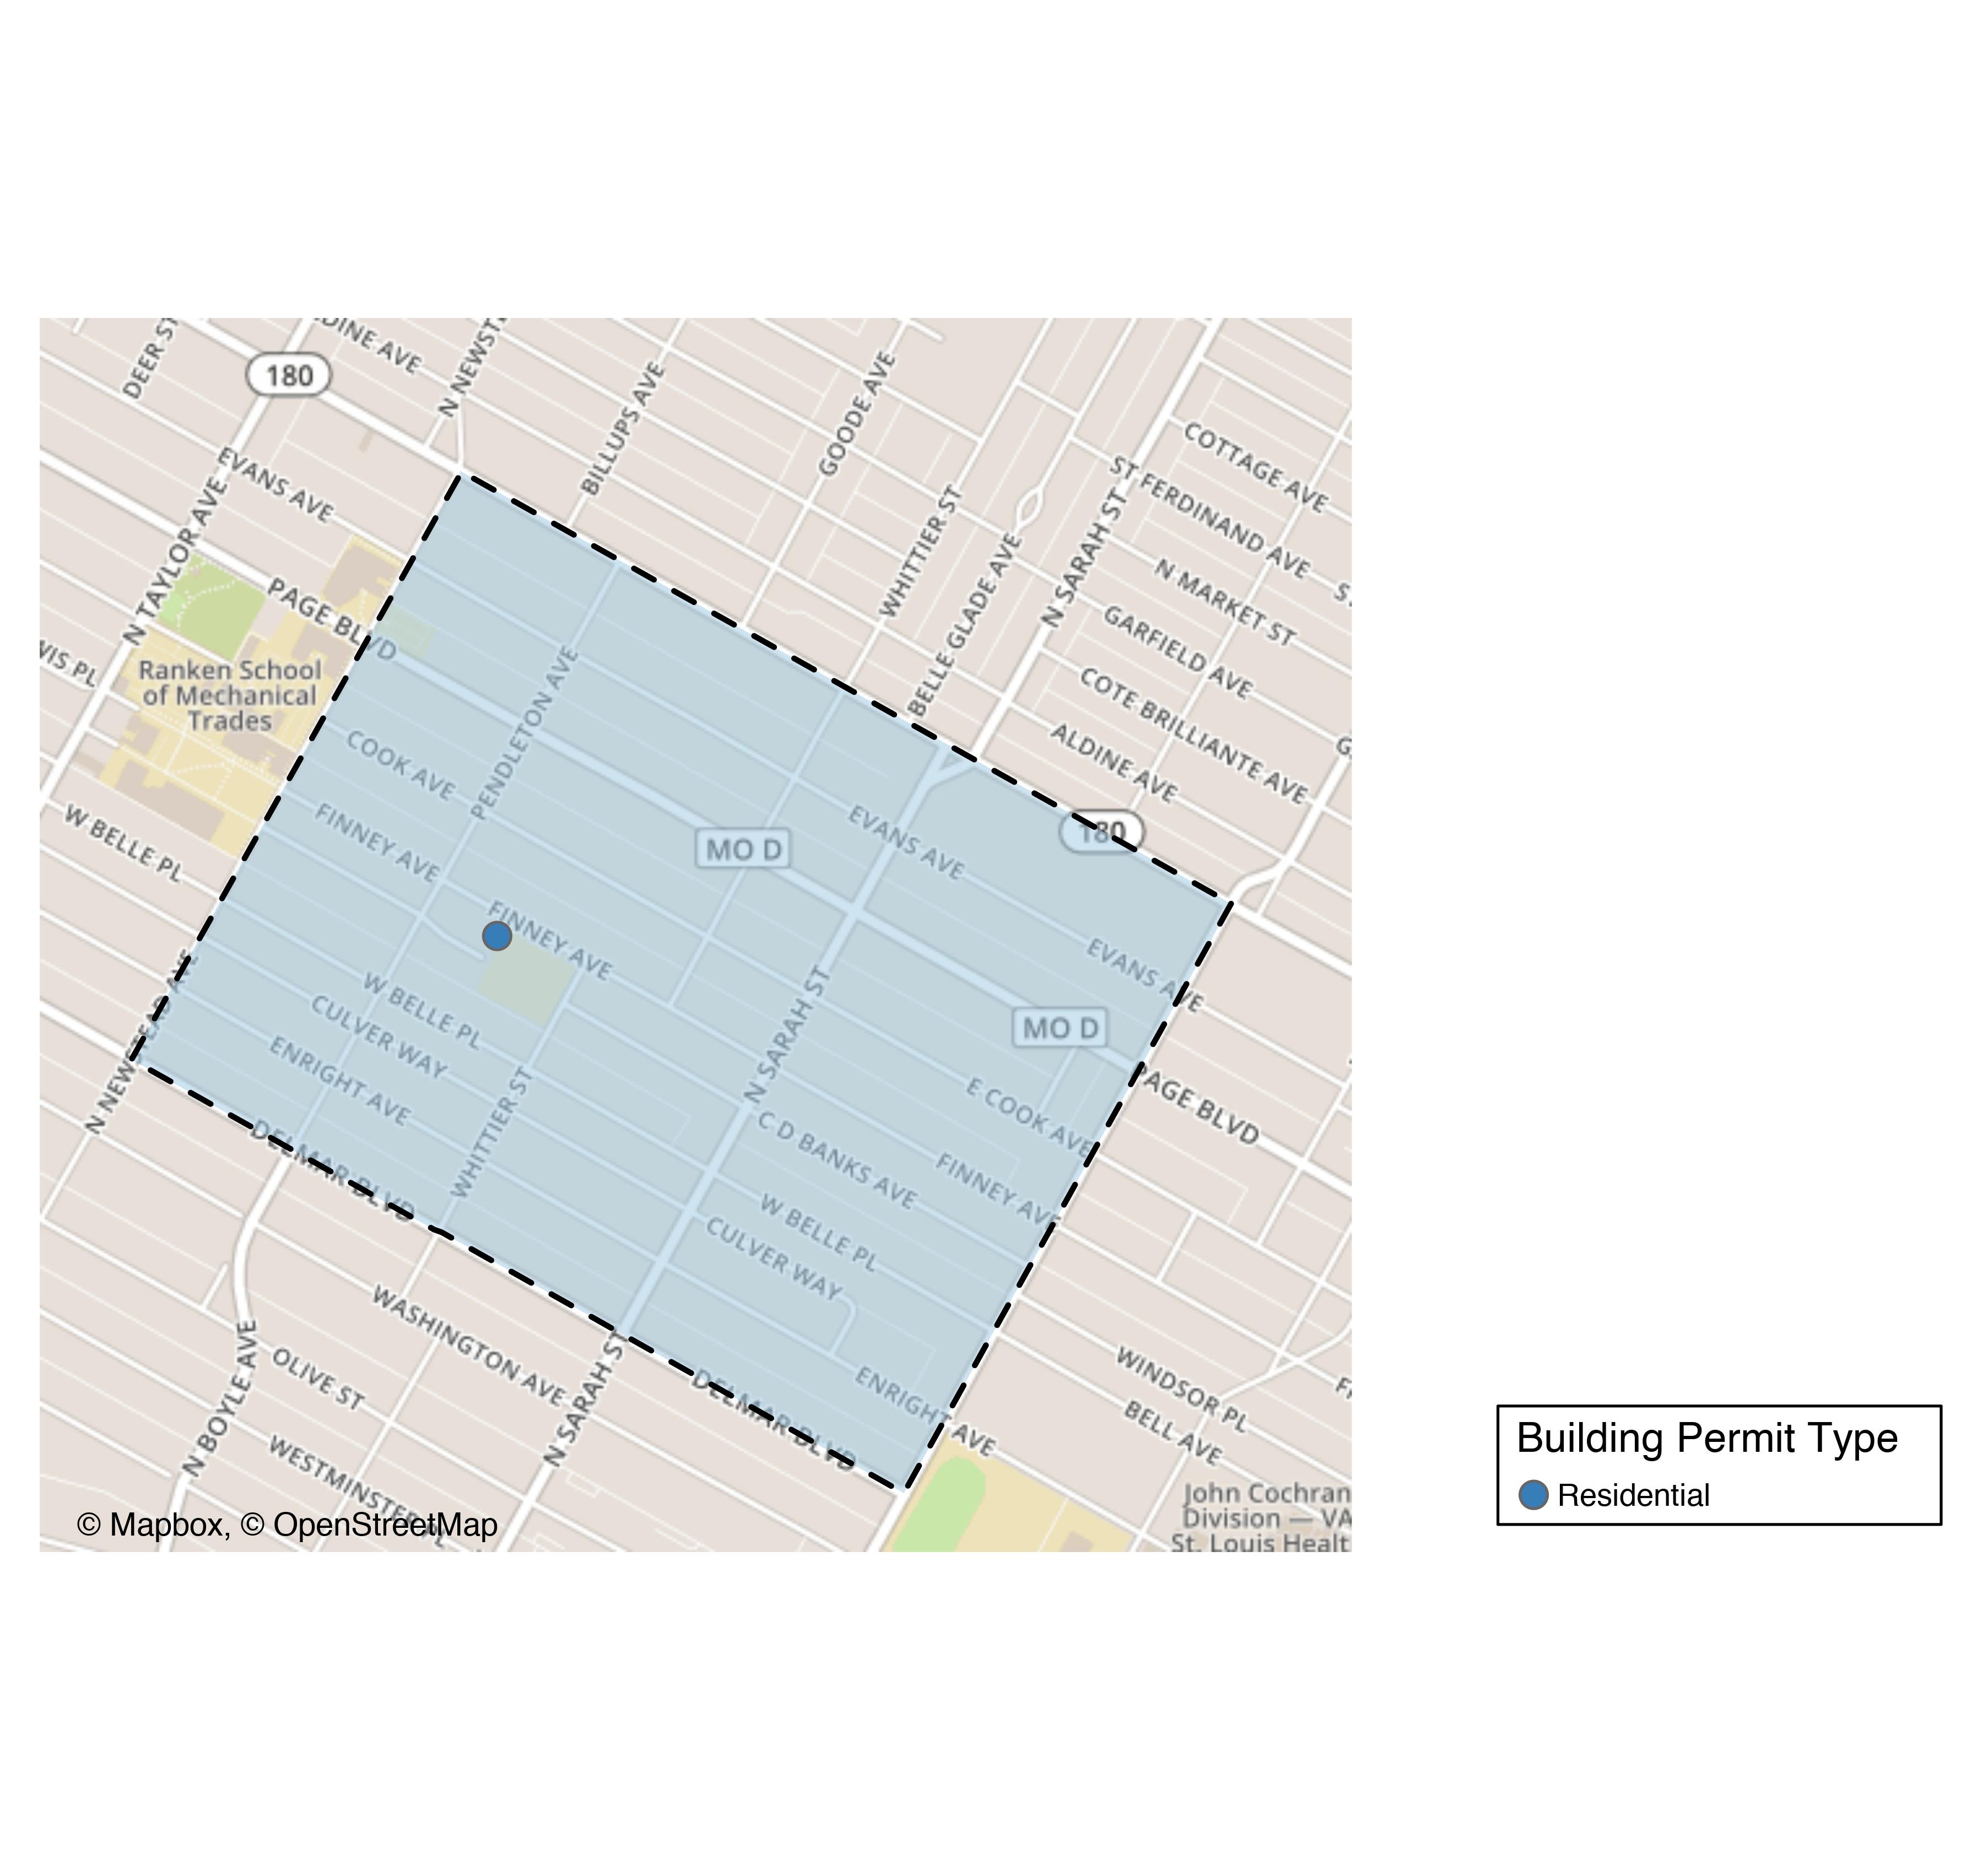 DEER ST
DINE AVE
N NEWST
180
BILLUPS AVE
GOODE AVE
COTTAGE AVE
EVANS AVE
ST FERDINAND AVE
WHITTIER ST
N TAYLOR AVE
N SARAH ST
BELLE GLADE AVE
N MARKET ST
PAGE BLVD
GARFIELD AVE
WIS PL
Ranken School
of Mechanical
Trades
PENDLETON AVE
COTE BRILLIANTE AVE
COOK AVE
ALDINE AVE
W BELLE PL
FINNEY AVE
MO D
EVANS AVE
180
FINNEY AVE
EVANS AVE
W BELLE PL
CULVER WAY
N SARAH ST
MO D
N NEWSTEAD AVE
ENRIGHT AVE
E COOK AVE
PAGE BLVD
WHITTIER ST
C D BANKS AVE
FINNEY AVE
DELMAR BLVD
W BELLE PL
CULVER WAY
WASHINGTON AVE
N BOYLE AVE
OLIVE ST
N SARAH ST
DELMAR BLVD
ENRIGHT AVE
WINDSOR PL
BELL AVE
WESTMINSTER PL
John Cochran
Division — VA
St. Louis Healt
© Mapbox, © OpenStreetMap
Building Permit Type
Residential